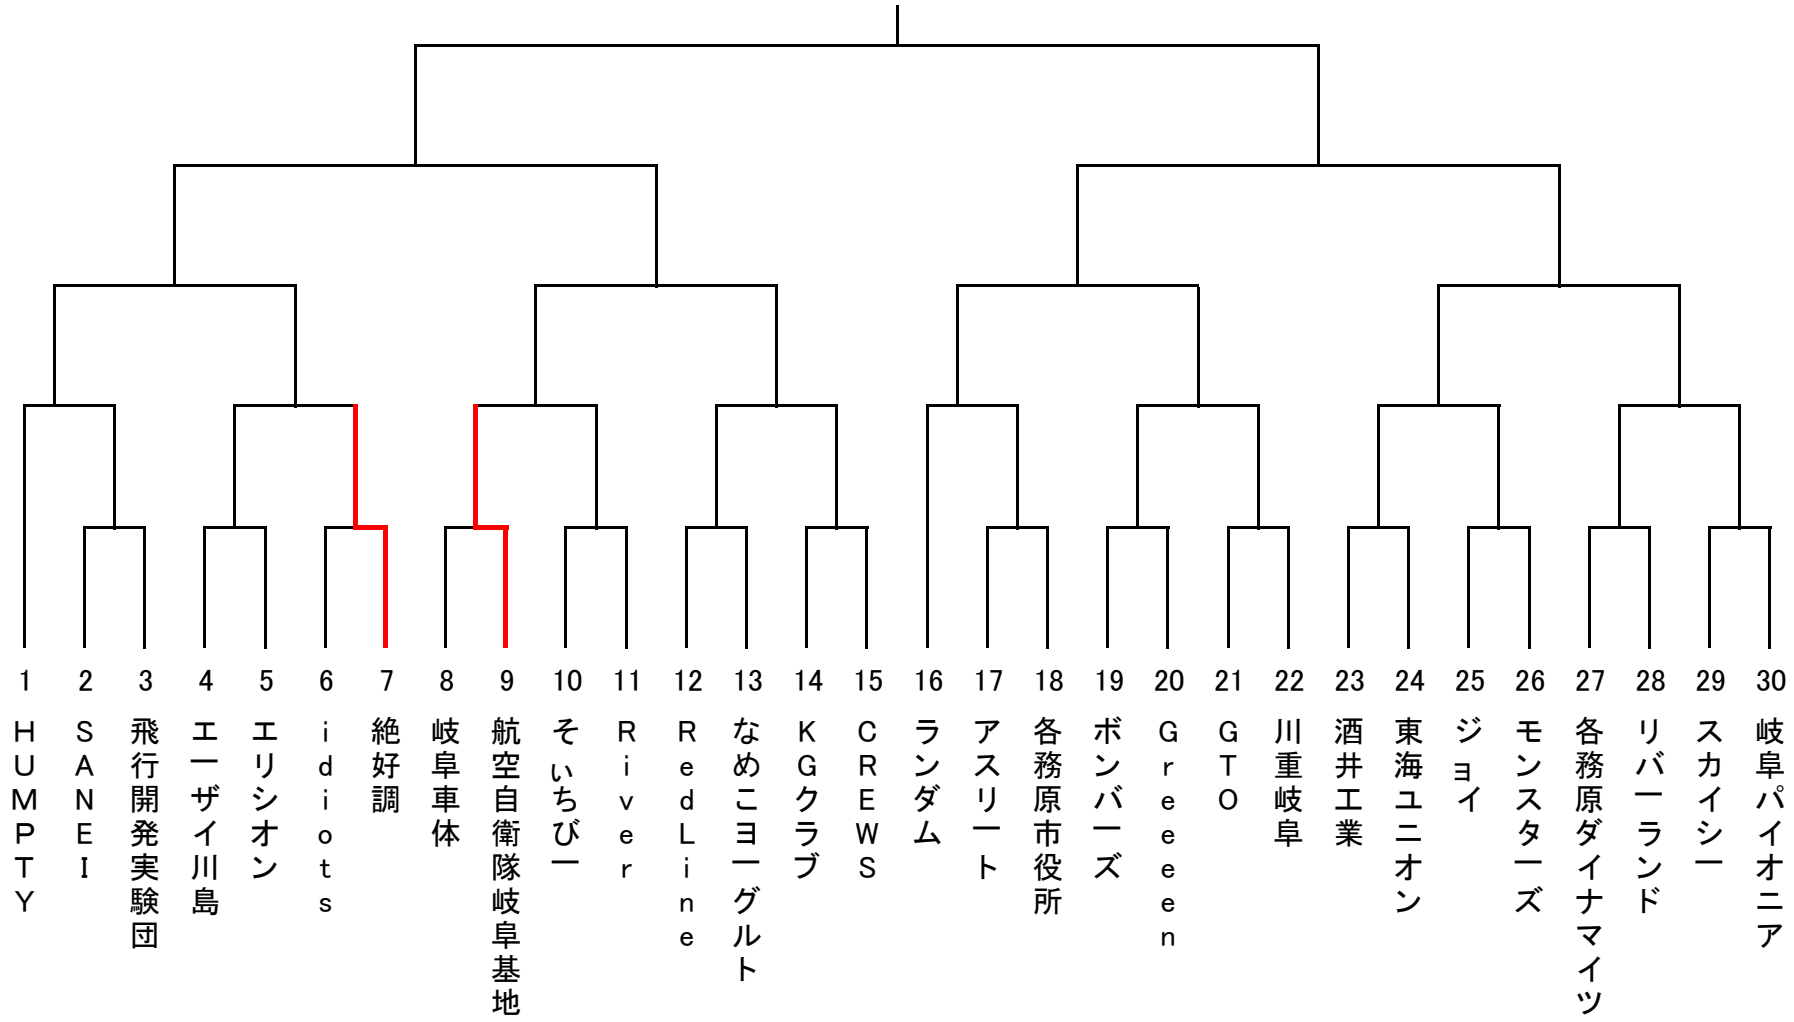 1 2 3 4 5 6 7 8 9 10 11 12 13 14 15 16 17 18 19 20 21 22 23 24 25 26 27 28 29 30
HUMPTY
SANEI
飛行開発実験団
エーザイ川島
エリシオン
idiots
絶好調
岐阜車体
航空自衛隊岐阜基地
そぃちびー
River
RedLine
なめこヨーグルト
KGクラブ
CREWS
ランダム
アスリート
各務原市役所
ボンバーズ
Greeeen
GTO
川重岐阜
酒井工業
東海ユニオン
ジョイ
モンスターズ
各務原ダイナマイツ
リバーランド
スカイシー
岐阜パイオニア